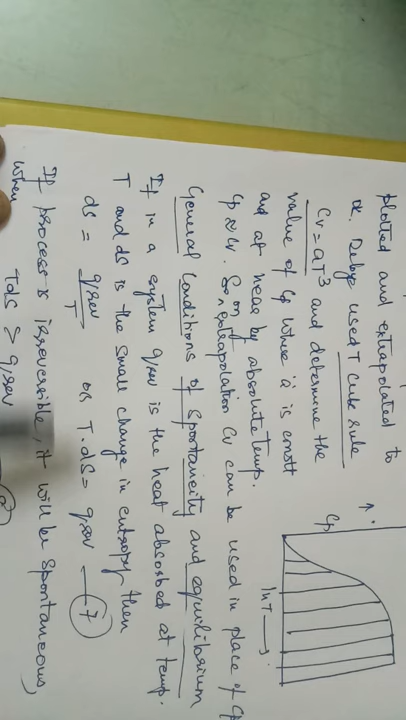 plotted and extrapolated to
ok. Debye used T cube rule
Cv = aT³ and determine the
value of Cp where 'a' is constt
and at near by absolute temp.
Cp ≈ Cv. So on extrapolation Cv can be used in place of Cp
General Conditions of Spontaneity and equilibrium
If in a system qrev is the heat absorbed at temp.
T and ds is the small change in entropy then
ds = qrev/T or T.ds = qrev — 7
If process is irreversible, it will be spontaneous,
when
Tds > qrev
Cp
ln T →